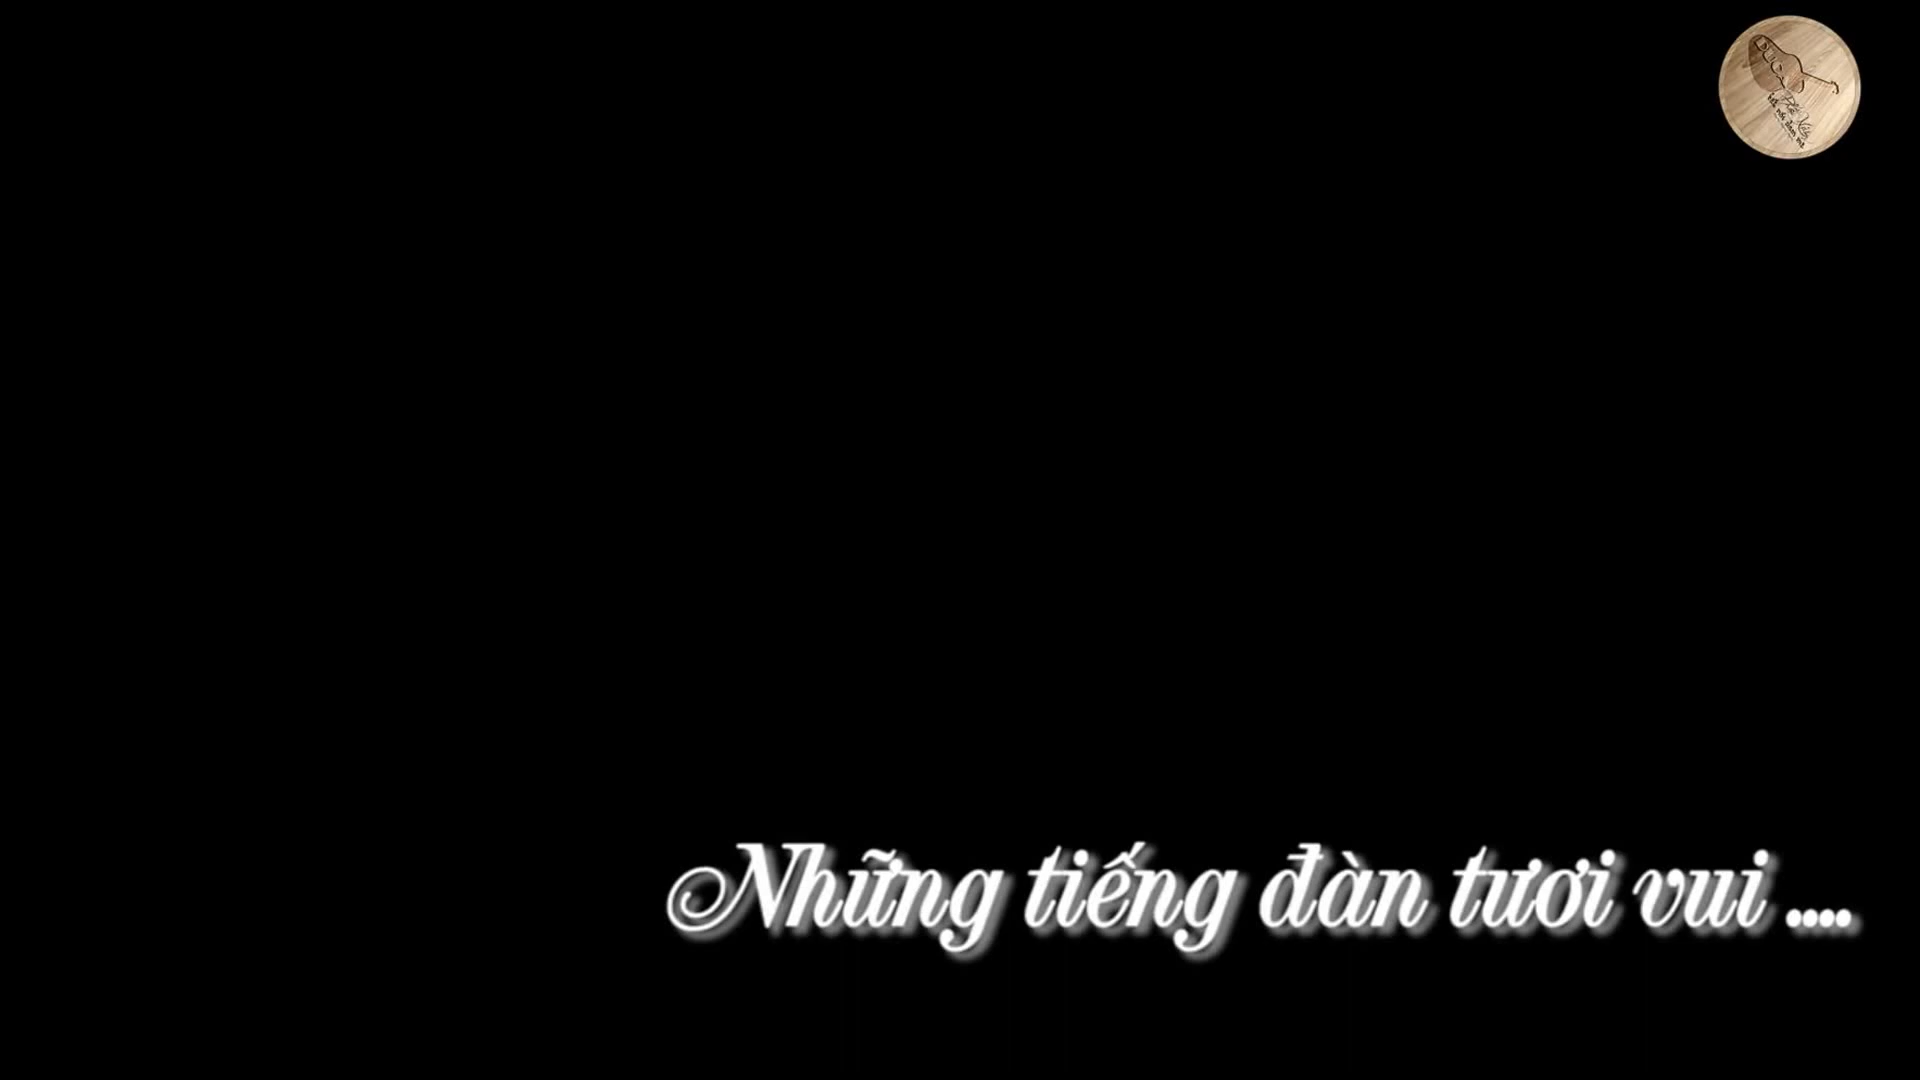 Những tiếng đàn tươi vui ....